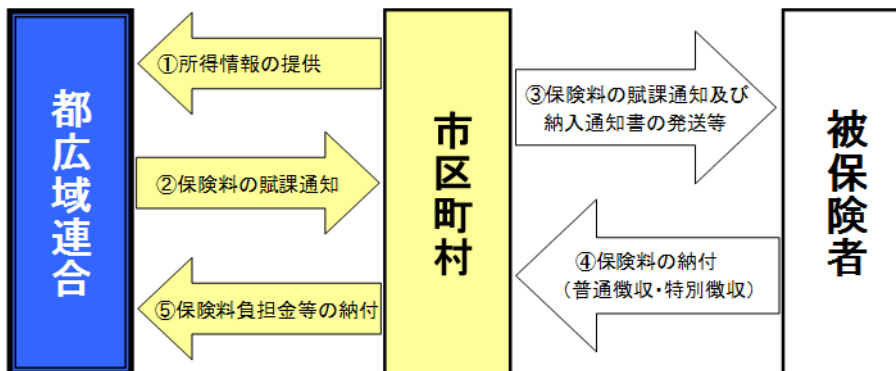 都広域連合
①所得情報の提供
②保険料の賦課通知
⑤保険料負担金等の納付
市区町村
③保険料の賦課通知及び
納入通知書の発送等
④保険料の納付
（普通徴収・特別徴収）
被保険者